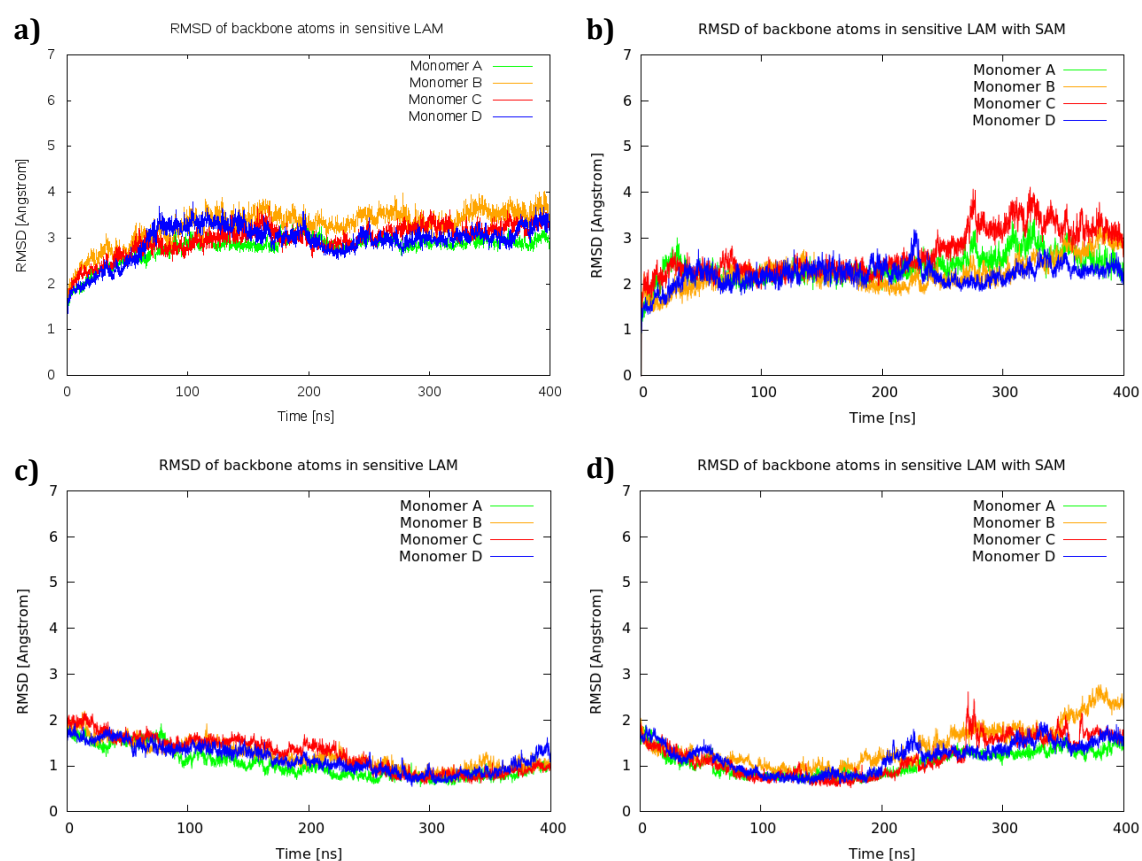 a)
RMSD of backbone atoms in sensitive LAM
Monomer A
Monomer B
Monomer C
Monomer D
RMSD [Angstrom]
7
6
5
4
3
2
1
0
0 100 200 300 400
Time [ns]
b)
RMSD of backbone atoms in sensitive LAM with SAM
Monomer A
Monomer B
Monomer C
Monomer D
RMSD [Angstrom]
7
6
5
4
3
2
1
0
0 100 200 300 400
Time [ns]
c)
RMSD of backbone atoms in sensitive LAM
Monomer A
Monomer B
Monomer C
Monomer D
RMSD [Angstrom]
7
6
5
4
3
2
1
0
0 100 200 300 400
Time [ns]
d)
RMSD of backbone atoms in sensitive LAM with SAM
Monomer A
Monomer B
Monomer C
Monomer D
RMSD [Angstrom]
7
6
5
4
3
2
1
0
0 100 200 300 400
Time [ns]